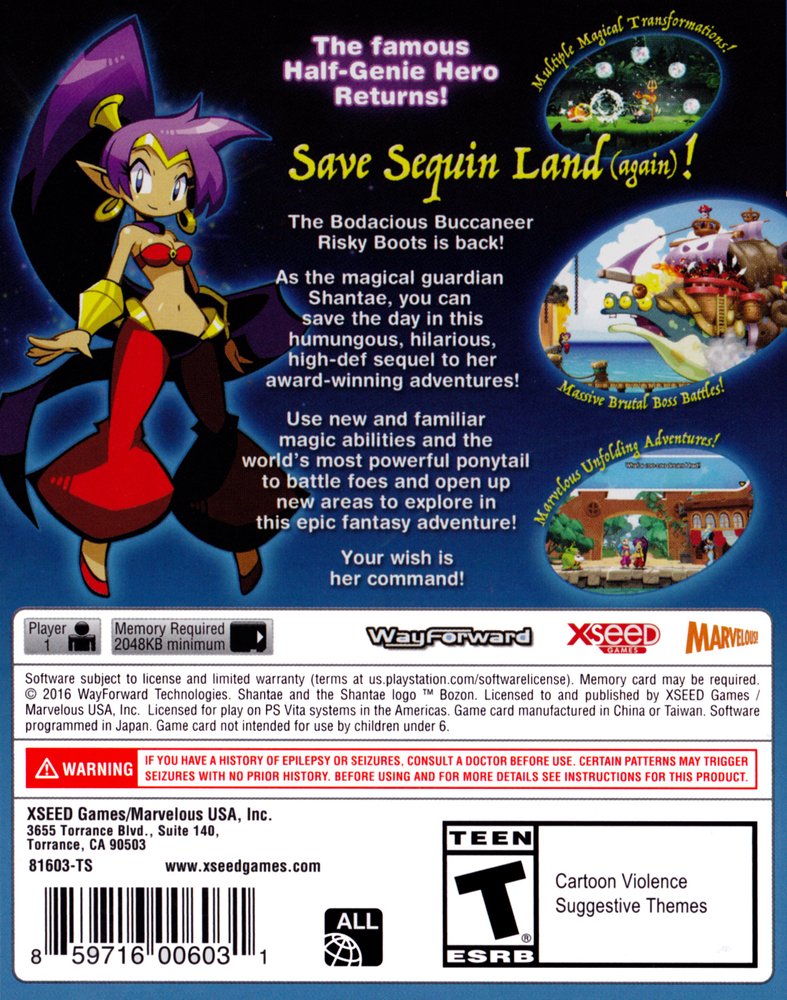 The famous
Half-Genie Hero
Returns!
Multiple Magical Transformations!
Save Sequin Land (again)!
The Bodacious Buccaneer
Risky Boots is back!
As the magical guardian
Shantae, you can
save the day in this
humungous, hilarious,
high-def sequel to her
award-winning adventures!
Massive Brutal Boss Battles!
Use new and familiar
magic abilities and the
world's most powerful ponytail
to battle foes and open up
new areas to explore in
this epic fantasy adventure!
Marvelous Unfolding Adventures!
Your wish is
her command!
Player
1
Memory Required
2048KB minimum
WayForward
XSEED
GAMES
MARVELOUS!
Software subject to license and limited warranty (terms at us.playstation.com/softwarelicense). Memory card may be required.
© 2016 WayForward Technologies. Shantae and the Shantae logo ™ Bozon. Licensed to and published by XSEED Games /
Marvelous USA, Inc. Licensed for play on PS Vita systems in the Americas. Game card manufactured in China or Taiwan. Software
programmed in Japan. Game card not intended for use by children under 6.
WARNING
IF YOU HAVE A HISTORY OF EPILEPSY OR SEIZURES, CONSULT A DOCTOR BEFORE USE. CERTAIN PATTERNS MAY TRIGGER
SEIZURES WITH NO PRIOR HISTORY. BEFORE USING AND FOR MORE DETAILS SEE INSTRUCTIONS FOR THIS PRODUCT.
XSEED Games/Marvelous USA, Inc.
3655 Torrance Blvd., Suite 140,
Torrance, CA 90503
81603-TS www.xseedgames.com
8 59716 00603 1
ALL
TEEN
T
®
ESRB
Cartoon Violence
Suggestive Themes